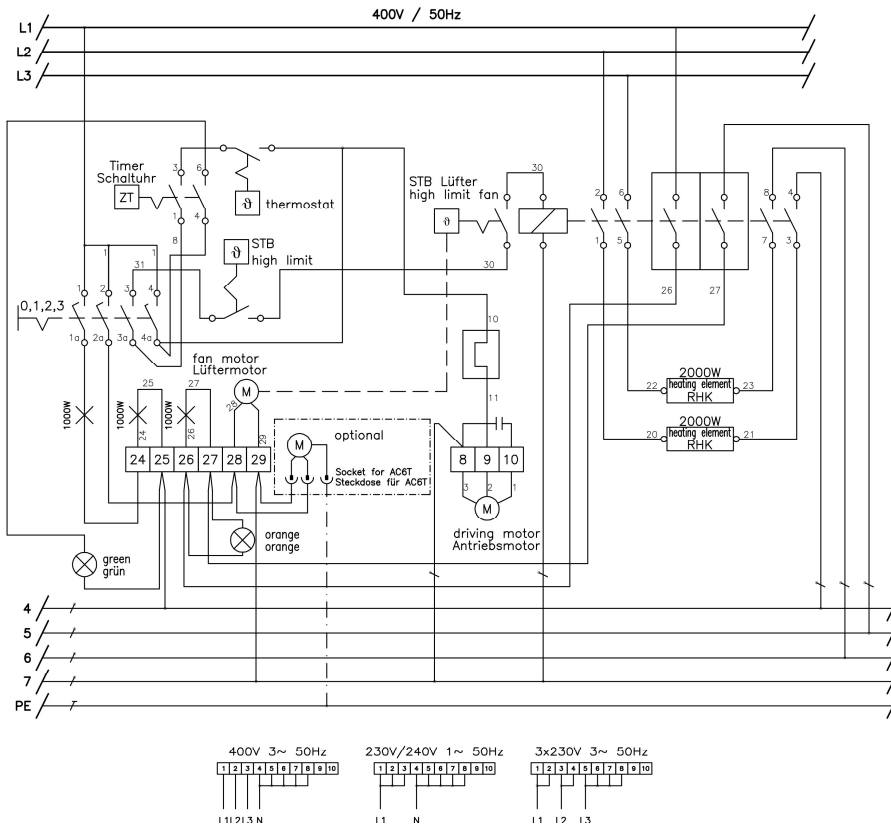 400V / 50Hz
L1
L2
L3
Timer
Schaltuhr
ZT
3
6
1
4
8
ϑ
thermostat
STB Lüfter
high limit fan
ϑ
30
30
2
6
1
5
26
27
8
4
7
3
ϑ
STB
high limit
31
1
1
1
2
3
4
0,1,2,3
1a
2a
3a
4a
10
11
fan motor
Lüftermotor
M
28
29
1000W
1000W
1000W
25
24
27
26
24 25 26 27 28 29
optional
M
Socket for AC6T
Steckdose für AC6T
8 9 10
3
2
1
M
driving motor
Antriebsmotor
2000W
22
heating element
RHK
23
2000W
20
heating element
RHK
21
orange
orange
green
grün
4
5
6
7
PE
400V 3~ 50Hz
1 2 3 4 5 6 7 8 9 10
L1 L2 L3 N
230V/240V 1~ 50Hz
1 2 3 4 5 6 7 8 9 10
L1 N
3x230V 3~ 50Hz
1 2 3 4 5 6 7 8 9 10
L1 L2 L3